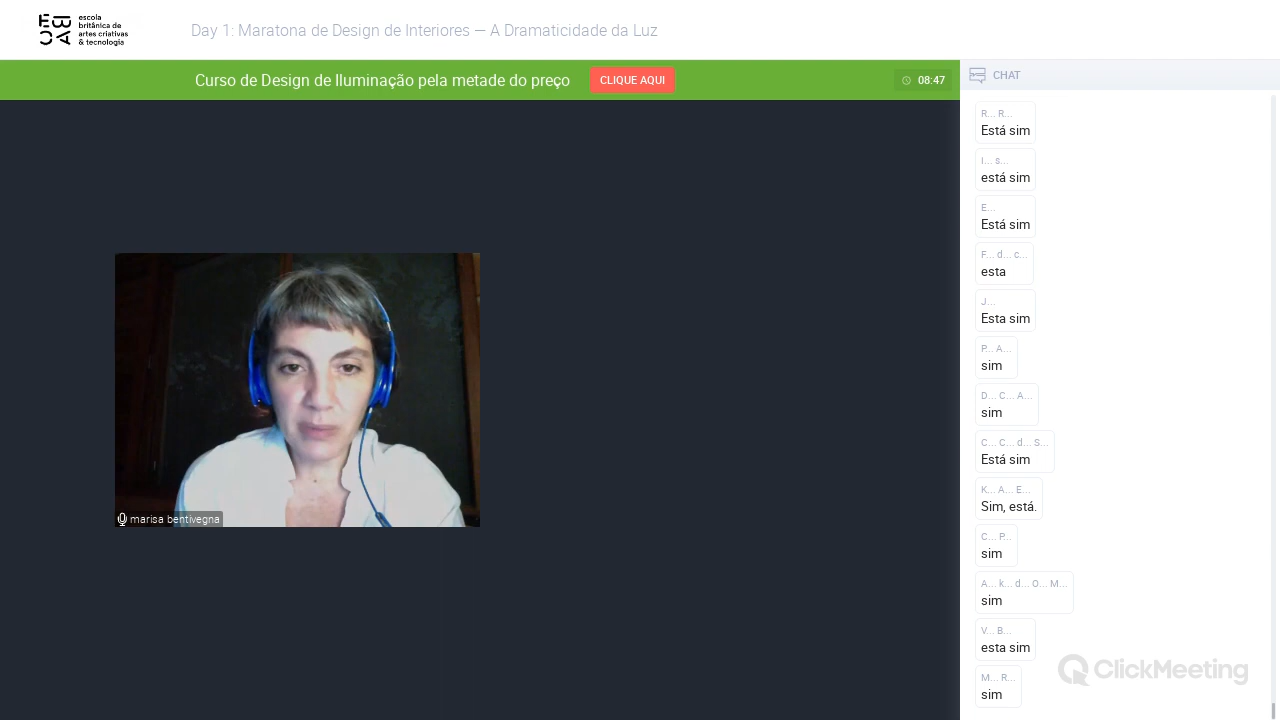 EBAC
escola
britânica de
artes criativas
& tecnologia
Day 1: Maratona de Design de Interiores — A Dramaticidade da Luz
Curso de Design de Iluminação pela metade do preço
CLIQUE AQUI
08:47
CHAT
R... R...
Está sim
I... s...
está sim
E...
Está sim
F... d... c...
esta
J...
Esta sim
P... A...
sim
D... C... A...
sim
C... C... d... S...
Está sim
K... A... E...
Sim, está.
C... P...
sim
A... k... d... O... M...
sim
V... B...
esta sim
M... R...
sim
marisa bentivegna
ClickMeeting